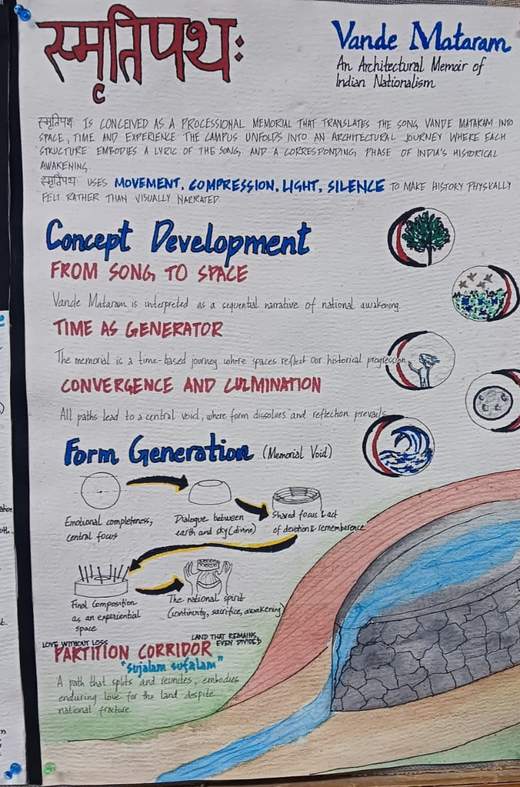 स्मृतिपथः
Vande Mataram
An Architectural Memoir of
Indian Nationalism
स्मृतिपथ IS CONCEIVED AS A PROCESSIONAL MEMORIAL THAT TRANSLATES THE SONG, VANDE MATARAM INTO
SPACE, TIME AND EXPERIENCE THE CAMPUS UNFOLDS INTO AN ARCHITECTURAL JOURNEY WHERE EACH
STRUCTURE EMBODIES A LYRIC OF THE SONG, AND A CORRESPONDING PHASE OF INDIA'S HISTORICAL
AWAKENING
स्मृतिपथ USES MOVEMENT, COMPRESSION, LIGHT, SILENCE TO MAKE HISTORY PHYSICALLY
FELT RATHER THAN VISUALLY NARRATED
Concept Development
FROM SONG TO SPACE
Vande Mataram is interpreted as a sequential narrative of national awakening
TIME AS GENERATOR
The memorial is a time-based journey where spaces reflect our historical progression
CONVERGENCE AND CULMINATION
All paths lead to a central void, where form dissolves and reflection prevails
Form Generation (Memorial Void)
Emotional completeness,
central focus
Dialogue between
earth and sky (divine)
Shared focus & act
of devotion & rememberence
Final Composition
as an experiential
space
The national spirit
(continuity, sacrifice, awakening)
LOVE WITHOUT LOSS
LAND THAT REMAINS,
EVEN DIVIDED
PARTITION CORRIDOR
"Sujalam sufalam"
A path that splits and reunites, embodies
enduring love for the land despite
national fracture